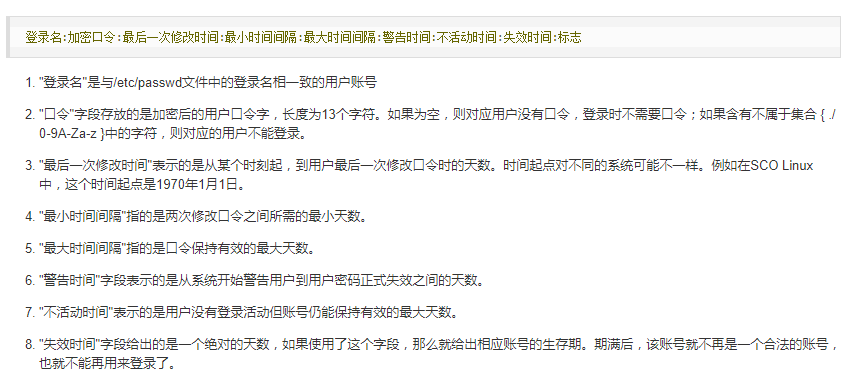 登录名:加密口令:最后一次修改时间:最小时间间隔:最大时间间隔:警告时间:不活动时间:失效时间:标志
1. "登录名"是与/etc/passwd文件中的登录名相一致的用户账号
2. "口令"字段存放的是加密后的用户口令字，长度为13个字符。如果为空，则对应用户没有口令，登录时不需要口令；如果含有不属于集合 { ./
0-9A-Za-z }中的字符，则对应的用户不能登录。
3. "最后一次修改时间"表示的是从某个时刻起，到用户最后一次修改口令时的天数。时间起点对不同的系统可能不一样。例如在SCO Linux
中，这个时间起点是1970年1月1日。
4. "最小时间间隔"指的是两次修改口令之间所需的最小天数。
5. "最大时间间隔"指的是口令保持有效的最大天数。
6. "警告时间"字段表示的是从系统开始警告用户到用户密码正式失效之间的天数。
7. "不活动时间"表示的是用户没有登录活动但账号仍能保持有效的最大天数。
8. "失效时间"字段给出的是一个绝对的天数，如果使用了这个字段，那么就给出相应账号的生存期。期满后，该账号就不再是一个合法的账号，
也就不能再用来登录了。